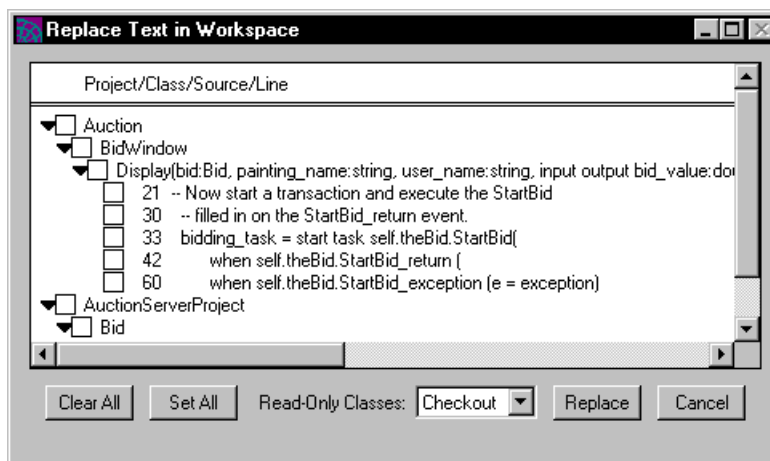 Replace Text in Workspace
Project/Class/Source/Line
Auction
BidWindow
Display(bid:Bid, painting_name:string, user_name:string, input output bid_value:dou
21 -- Now start a transaction and execute the StartBid
30 -- filled in on the StartBid_return event.
33 bidding_task = start task self.theBid.StartBid(
42 when self.theBid.StartBid_return (
60 when self.theBid.StartBid_exception (e = exception)
AuctionServerProject
Bid
Clear All Set All Read-Only Classes: Checkout Replace Cancel